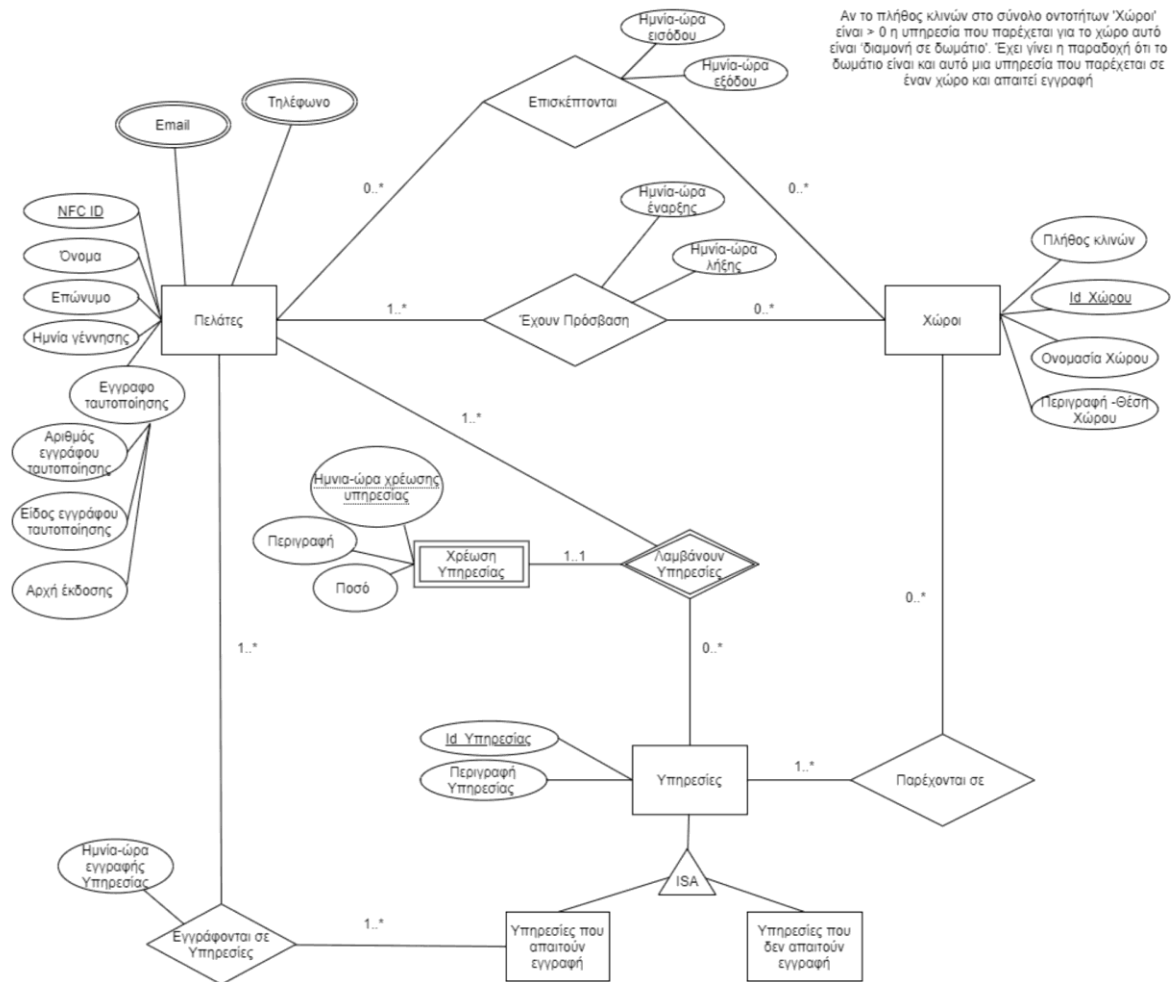 Αν το πλήθος κλινών στο σύνολο οντοτήτων 'Χώροι'
είναι > 0 η υπηρεσία που παρέχεται για το χώρο αυτό
είναι 'διαμονή σε δωμάτιο'. Έχει γίνει η παραδοχή ότι το
δωμάτιο είναι και αυτό μια υπηρεσία που παρέχεται σε
έναν χώρο και απαιτεί εγγραφή
Ημνία-ώρα
εισόδου
Ημνία-ώρα
εξόδου
Επισκέπτονται
Τηλέφωνο
Email
0..*
0..*
NFC ID
Όνομα
Επώνυμο
Ημνία γέννησης
Εγγραφο
ταυτοποίησης
Αριθμός
εγγράφου
ταυτοποίησης
Είδος εγγράφου
ταυτοποίησης
Αρχή έκδοσης
Πελάτες
1..*
Ημνία-ώρα
έναρξης
Ημνία-ώρα
λήξης
Έχουν Πρόσβαση
0..*
Χώροι
Πλήθος κλινών
Id_Χώρου
Ονομασία Χώρου
Περιγραφή -Θέση
Χώρου
1..*
Ημνια-ώρα χρέωσης
υπηρεσίας
Περιγραφή
Ποσό
Χρέωση
Υπηρεσίας
1..1
Λαμβάνουν
Υπηρεσίες
0..*
1..*
0..*
Id_Υπηρεσίας
Περιγραφή
Υπηρεσίας
Υπηρεσίες
1..*
Παρέχονται σε
ISA
Ημνία-ώρα
εγγραφής
Υπηρεσίας
Εγγράφονται σε
Υπηρεσίες
1..*
Υπηρεσίες που
απαιτούν
εγγραφή
Υπηρεσίες που
δεν απαιτούν
εγγραφή